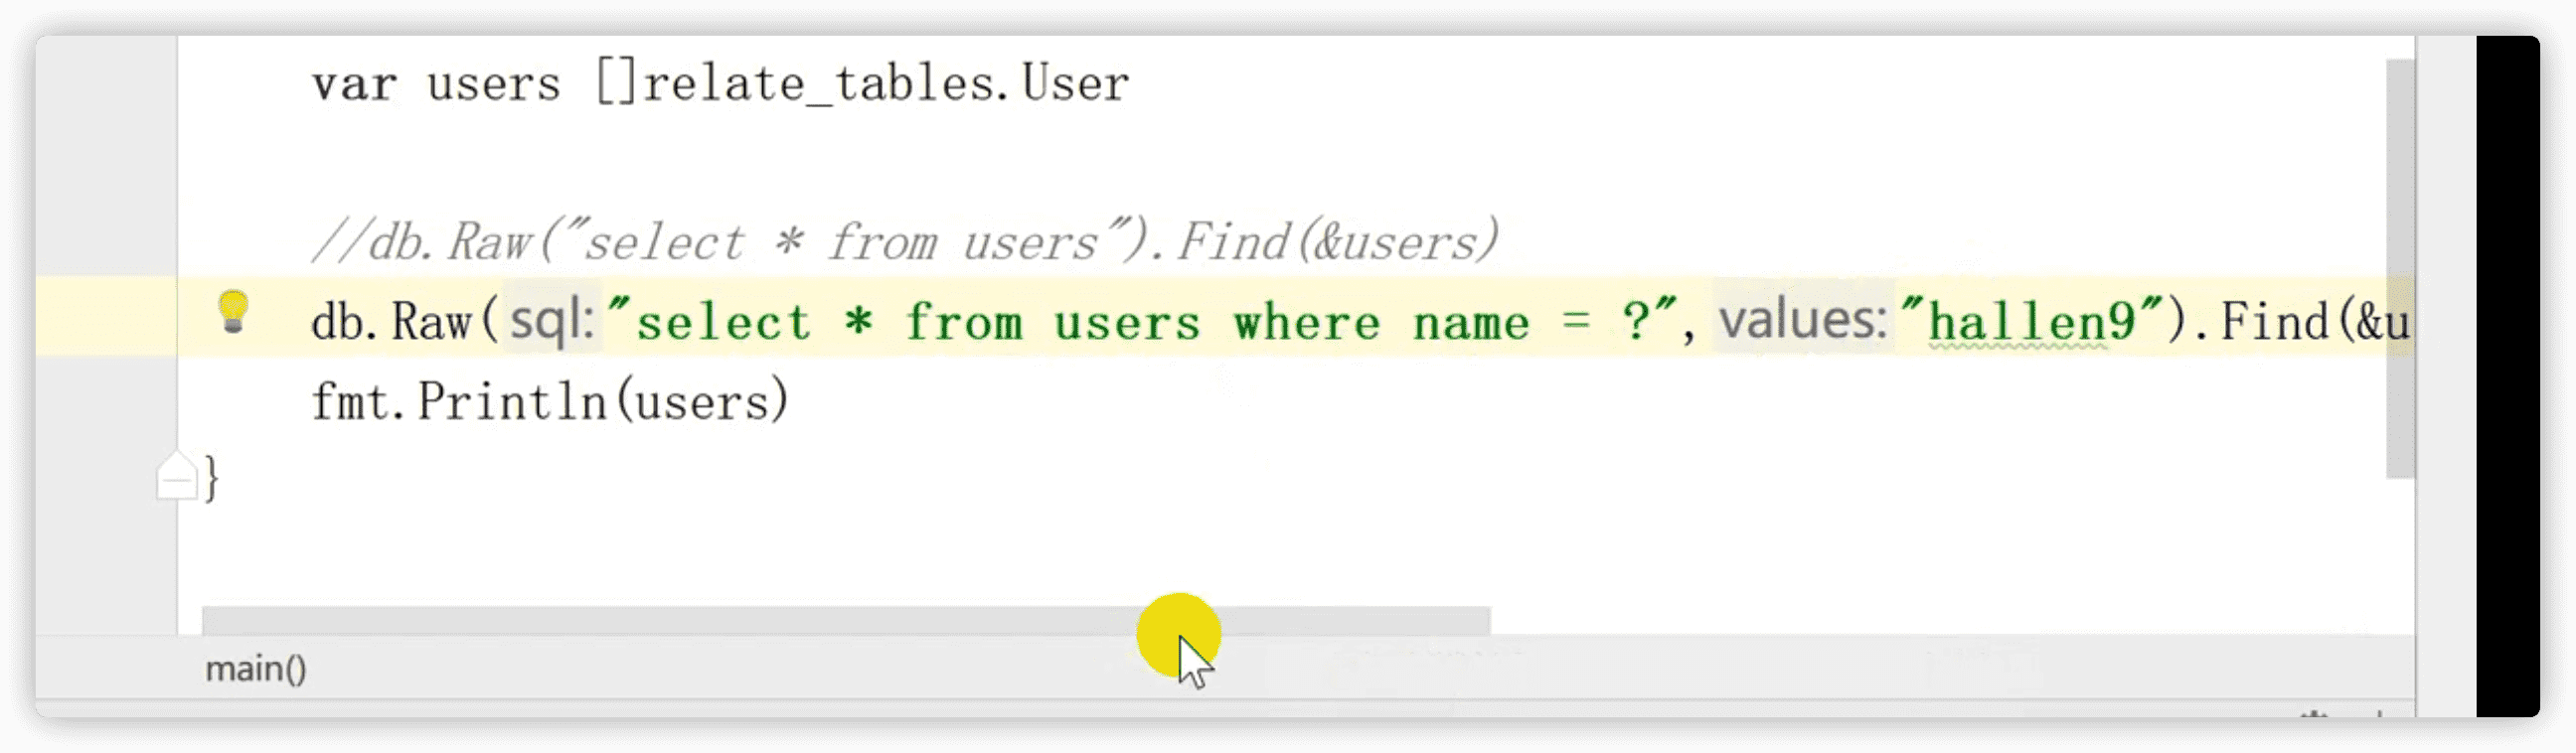 var users []relate_tables.User
//db.Raw("select * from users").Find(&users)
db.Raw( sql: "select * from users where name = ?", values: "hallen9").Find(&u
fmt.Println(users)
}
main()